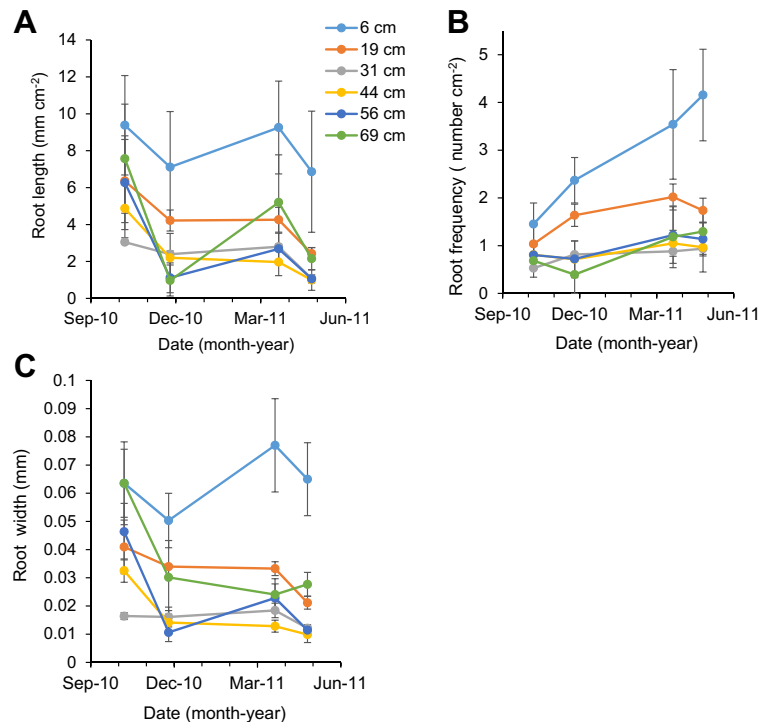 A
14
12
10
8
6
4
2
0
Root length (mm cm-2)
Sep-10 Dec-10 Mar-11 Jun-11
Date (month-year)
6 cm
19 cm
31 cm
44 cm
56 cm
69 cm
B
5
4
3
2
1
0
Root frequency ( number cm-2)
Sep-10 Dec-10 Mar-11 Jun-11
Date (month-year)
C
0.1
0.09
0.08
0.07
0.06
0.05
0.04
0.03
0.02
0.01
0
Root width (mm)
Sep-10 Dec-10 Mar-11 Jun-11
Date (month-year)